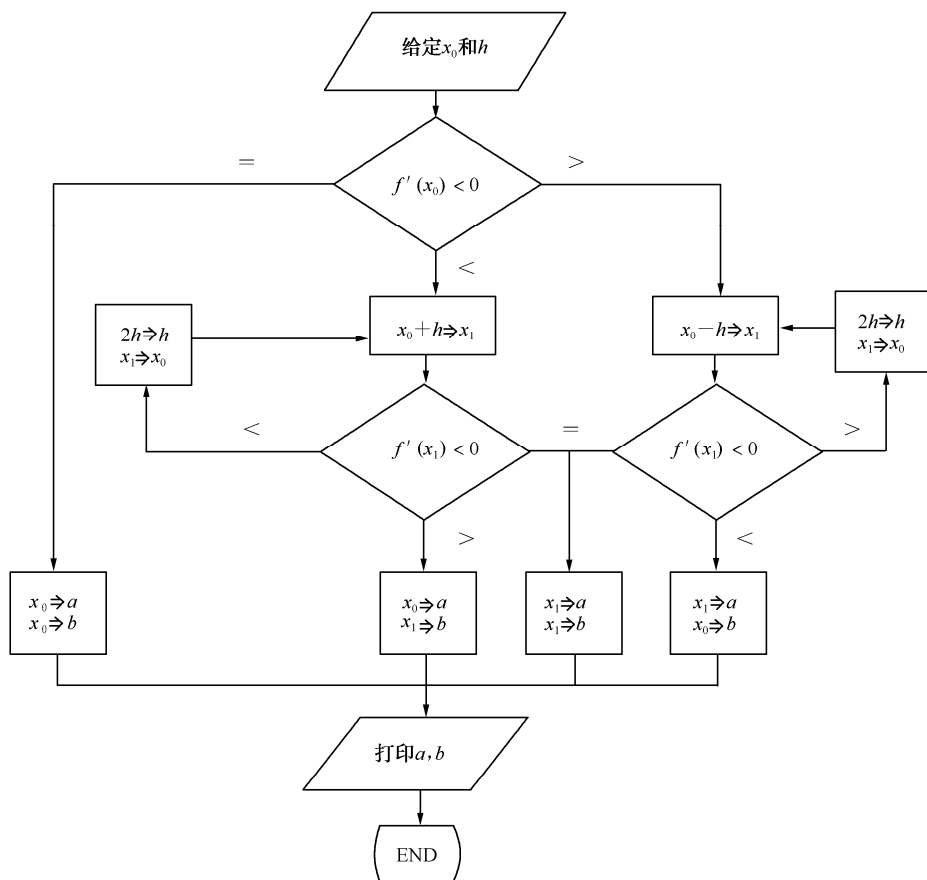 给定x₀和h
=
>
f′(x₀)<0
<
2h⇒h
x₁⇒x₀
x₀+h⇒x₁
x₀−h⇒x₁
2h⇒h
x₁⇒x₀
<
f′(x₁)<0
=
f′(x₁)<0
>
>
<
x₀⇒a
x₀⇒b
x₀⇒a
x₁⇒b
x₁⇒a
x₁⇒b
x₁⇒a
x₀⇒b
打印a,b
END